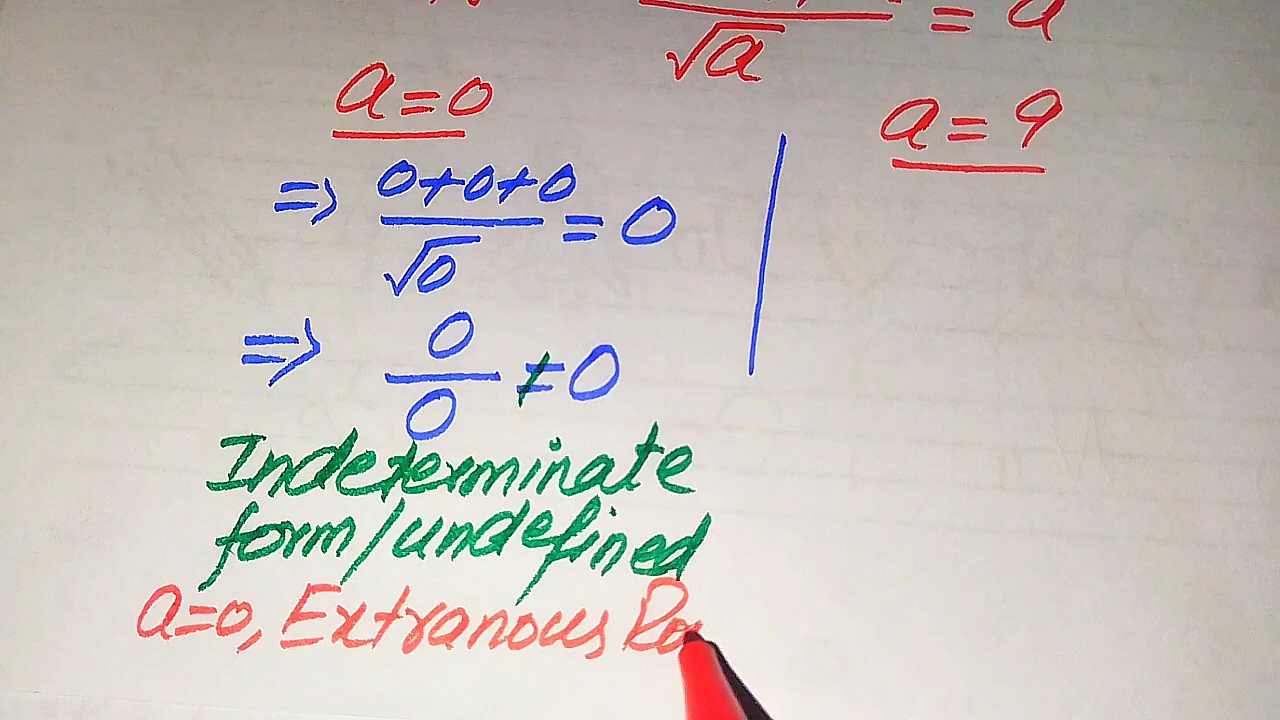 √a = a
a=0
a=9
⇒ 0+0+0/√0 = 0
⇒ 0/0 ≠ 0
Indeterminate
form/undefined
a=0, Extranous